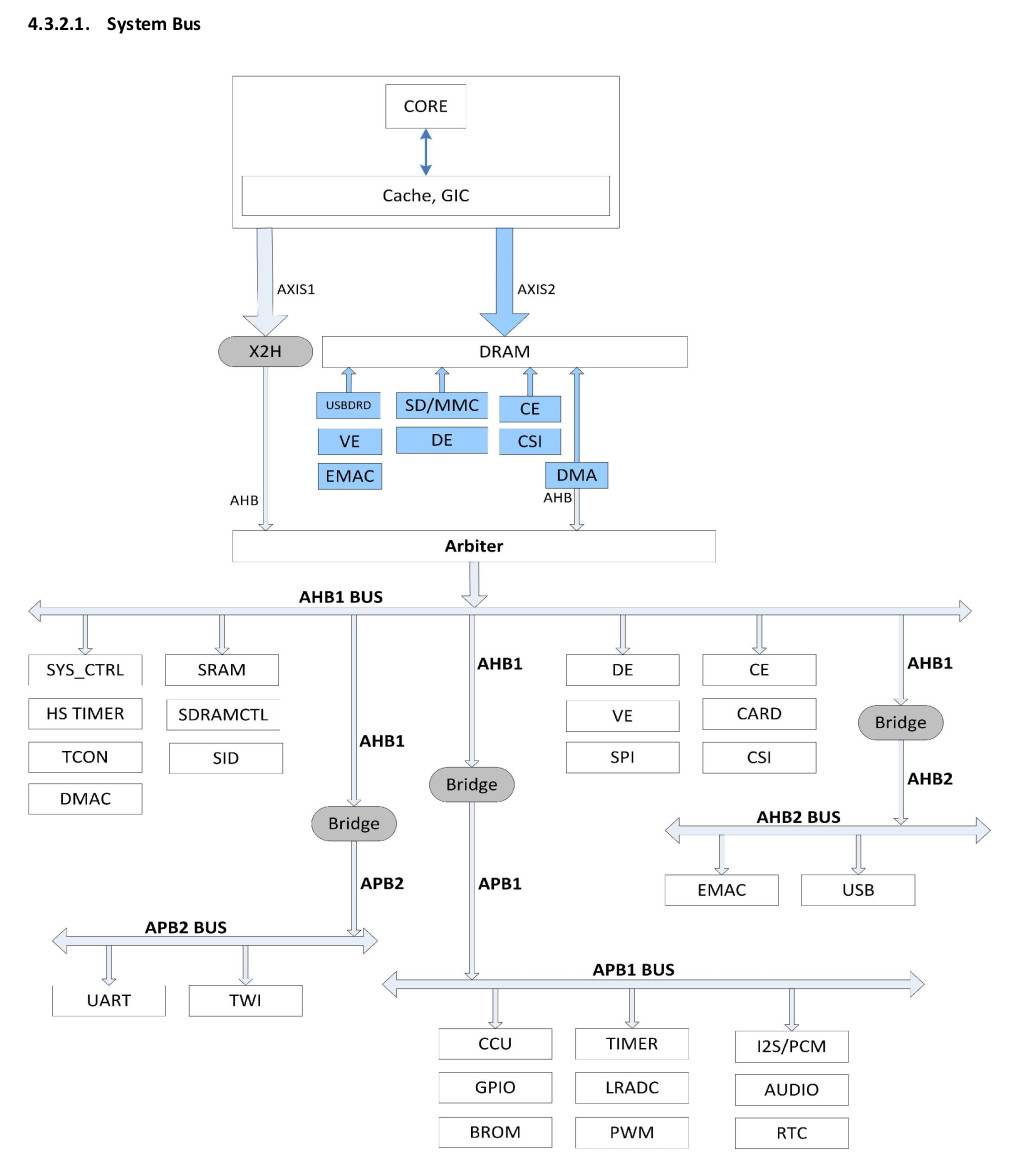 4.3.2.1. System Bus
CORE
Cache, GIC
AXIS1
AXIS2
X2H
DRAM
USBDRD
SD/MMC
CE
VE
DE
CSI
EMAC
DMA
AHB
AHB
Arbiter
AHB1 BUS
SYS_CTRL
SRAM
AHB1
DE
CE
AHB1
HS TIMER
SDRAMCTL
VE
CARD
Bridge
TCON
SID
AHB1
SPI
CSI
DMAC
Bridge
AHB2
Bridge
AHB2 BUS
APB2
APB1
EMAC
USB
APB2 BUS
UART
TWI
APB1 BUS
CCU
TIMER
I2S/PCM
GPIO
LRADC
AUDIO
BROM
PWM
RTC